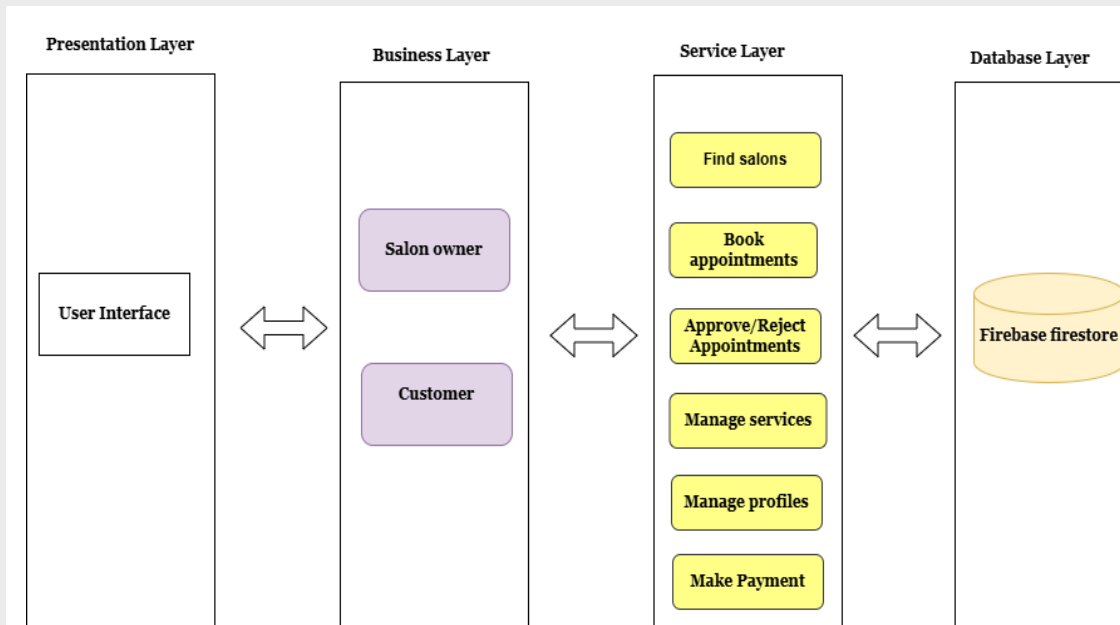 Presentation Layer
Business Layer
Service Layer
Database Layer
User Interface
Salon owner
Customer
Find salons
Book
appointments
Approve/Reject
Appointments
Manage services
Manage profiles
Make Payment
Firebase firestore